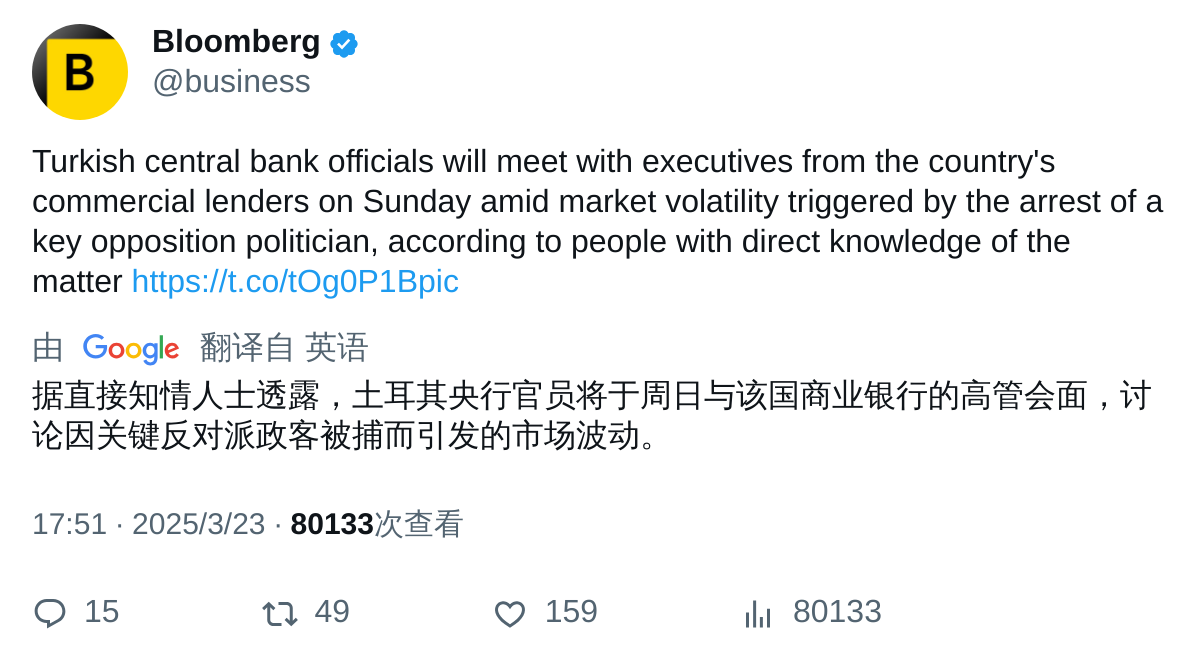 Bloomberg
@business
Turkish central bank officials will meet with executives from the country's
commercial lenders on Sunday amid market volatility triggered by the arrest of a
key opposition politician, according to people with direct knowledge of the
matter https://t.co/tOg0P1Bpic
由 Google 翻译自 英语
据直接知情人士透露，土耳其央行官员将于周日与该国商业银行的高管会面，讨
论因关键反对派政客被捕而引发的市场波动。
17:51 · 2025/3/23 · 80133次查看
15 49 159 80133